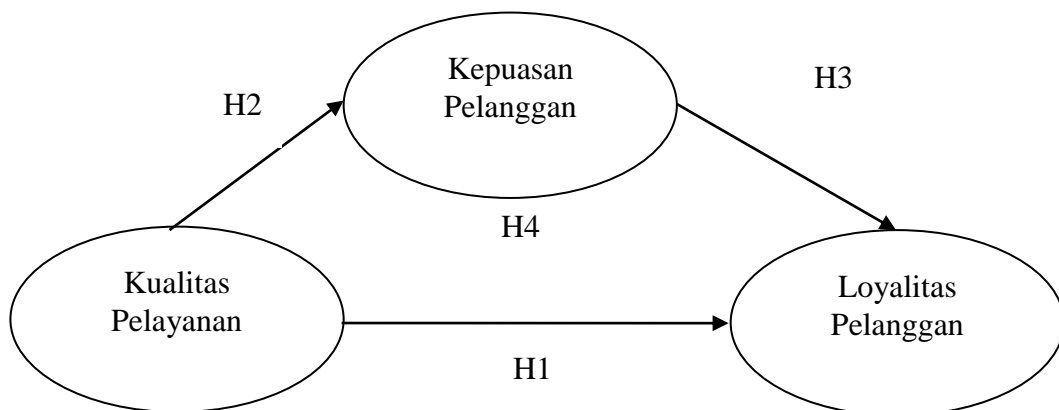 Kepuasan
Pelanggan
H3
H2
H4
Kualitas
Pelayanan
Loyalitas
Pelanggan
H1